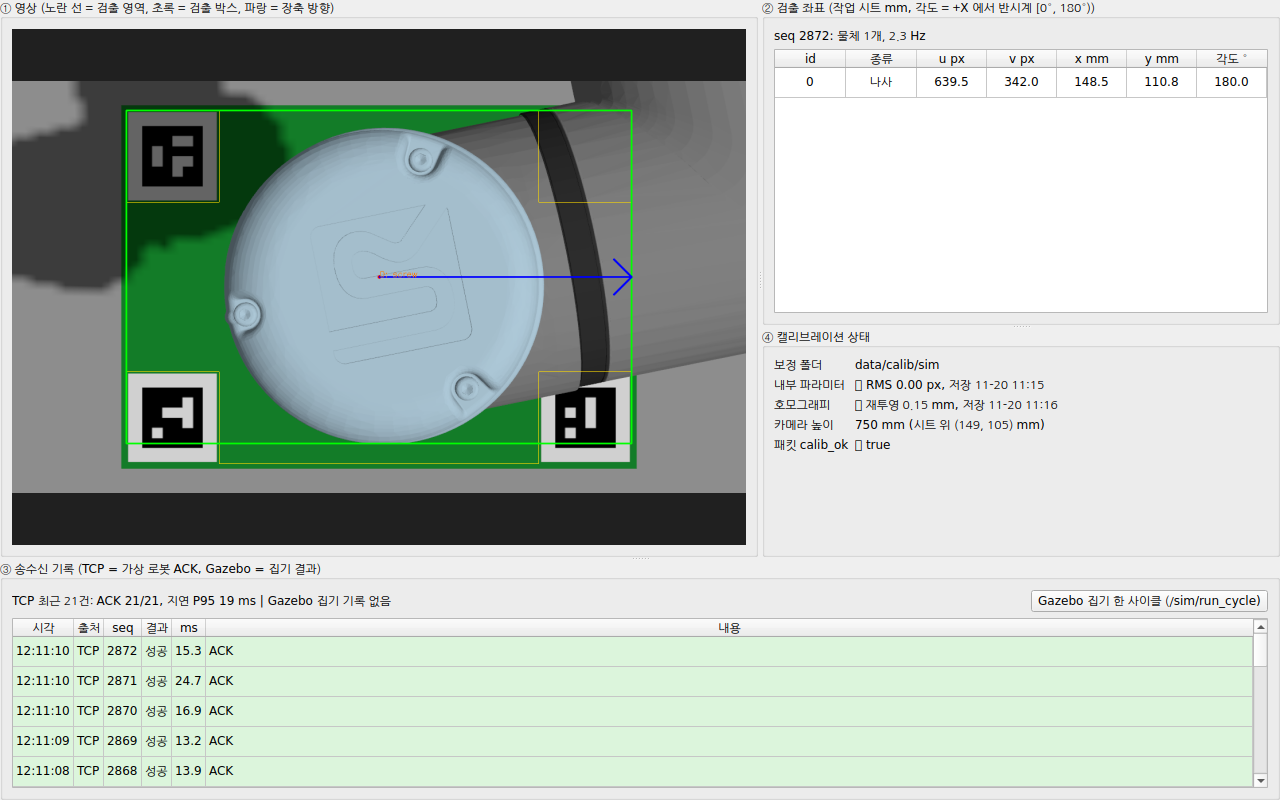 ① 영상 (노란 선 = 검출 영역, 초록 = 검출 박스, 파랑 = 장축 방향)
② 검출 좌표 (작업 시트 mm, 각도 = +X 에서 반시계 [0°, 180°))
seq 2872: 물체 1개, 2.3 Hz
id 종류 u px v px x mm y mm 각도 °
0 나사 639.5 342.0 148.5 110.8 180.0
④ 캘리브레이션 상태
보정 폴더 data/calib/sim
내부 파라미터 RMS 0.00 px, 저장 11-20 11:15
호모그래피 재투영 0.15 mm, 저장 11-20 11:16
카메라 높이 750 mm (시트 위 (149, 105) mm)
패킷 calib_ok true
③ 송수신 기록 (TCP = 가상 로봇 ACK, Gazebo = 집기 결과)
TCP 최근 21건: ACK 21/21, 지연 P95 19 ms | Gazebo 집기 기록 없음
Gazebo 집기 한 사이클 (/sim/run_cycle)
시각 출처 seq 결과 ms 내용
12:11:10 TCP 2872 성공 15.3 ACK
12:11:10 TCP 2871 성공 24.7 ACK
12:11:10 TCP 2870 성공 16.9 ACK
12:11:09 TCP 2869 성공 13.2 ACK
12:11:08 TCP 2868 성공 13.9 ACK